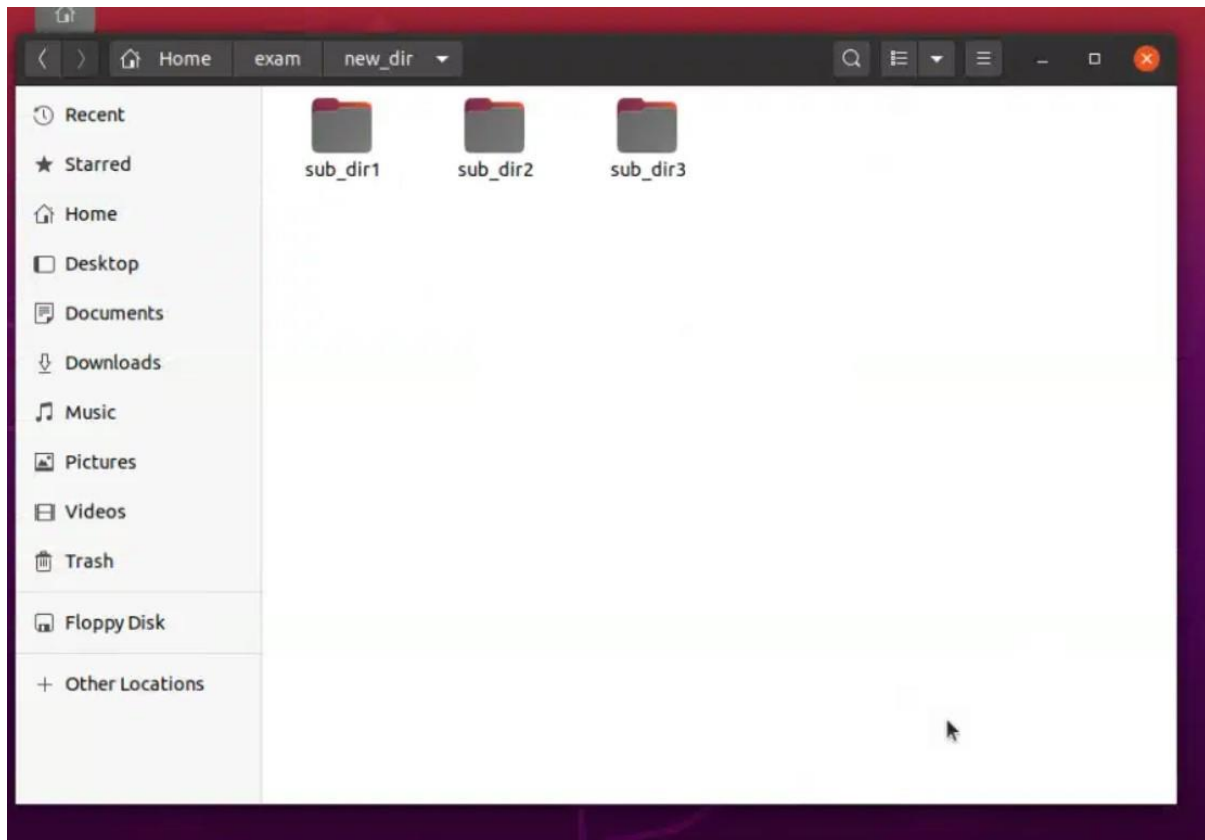 Home exam new_dir
Recent
Starred
Home
Desktop
Documents
Downloads
Music
Pictures
Videos
Trash
Floppy Disk
Other Locations
sub_dir1 sub_dir2 sub_dir3